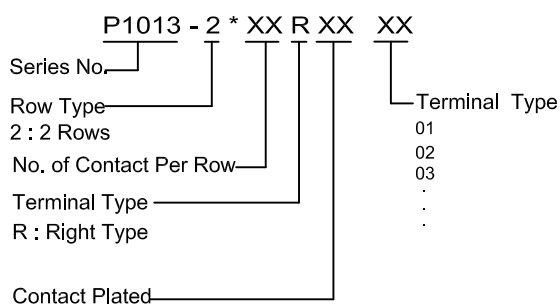 P1013 - 2 * XX R XX XX
Series No.
Row Type
2 : 2 Rows
No. of Contact Per Row
Terminal Type
R : Right Type
Contact Plated
Terminal Type
01
02
03
.
.
.